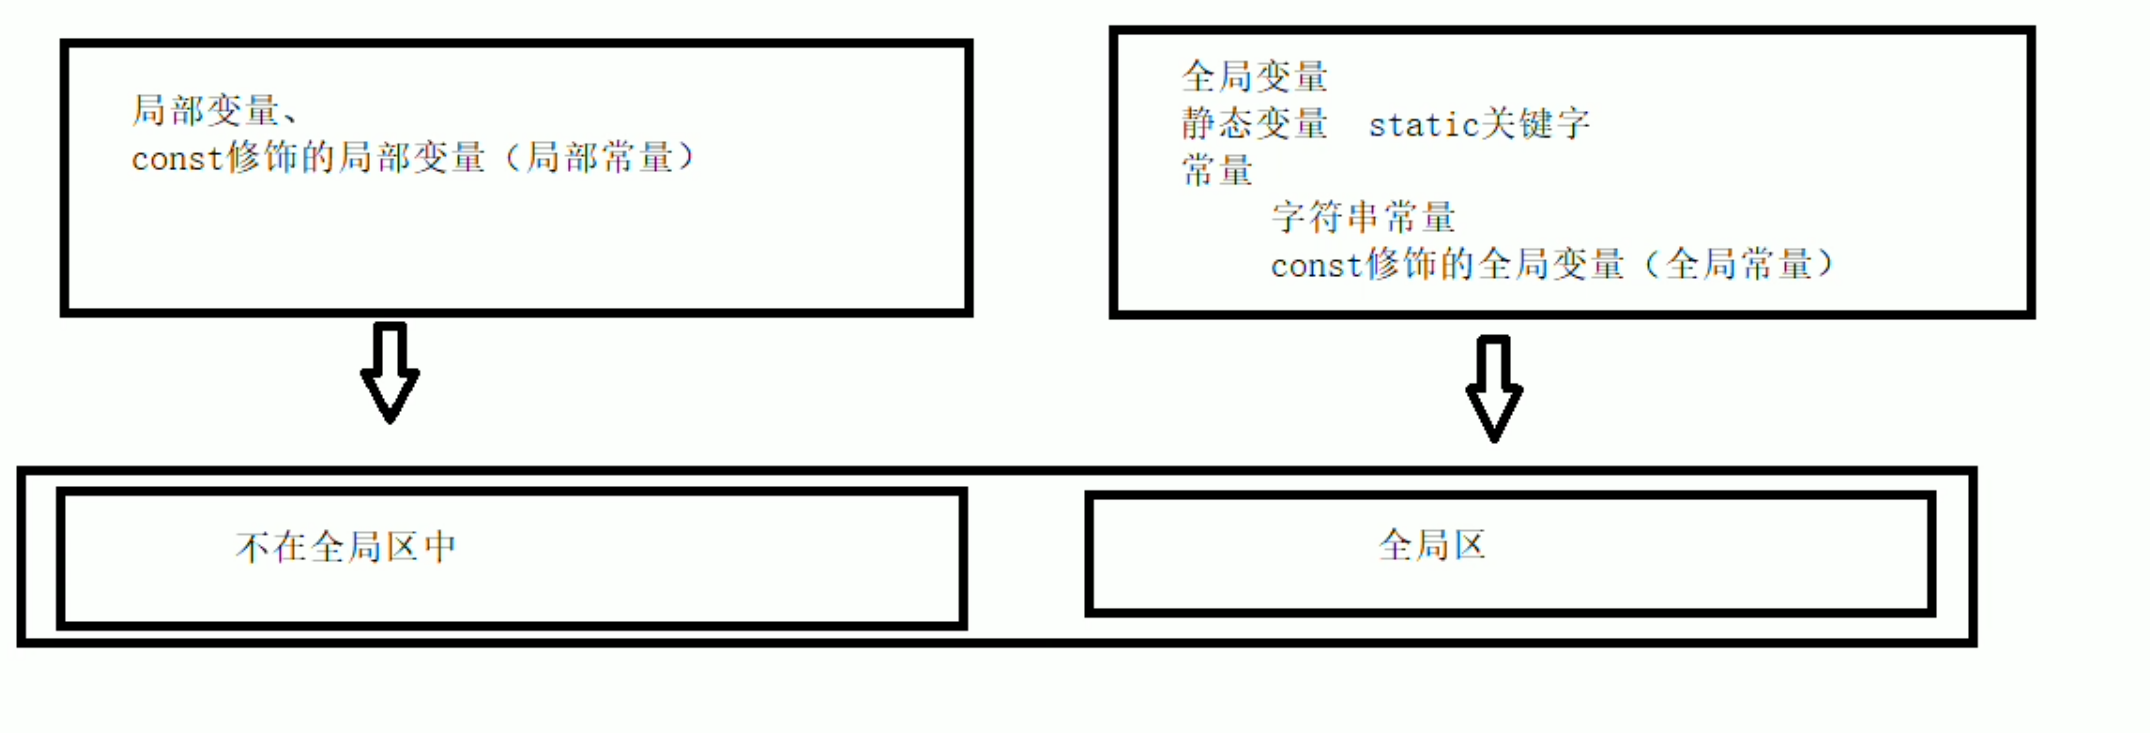 局部变量、
const修饰的局部变量（局部常量）
全局变量
静态变量 static关键字
常量
字符串常量
const修饰的全局变量（全局常量）
不在全局区中
全局区